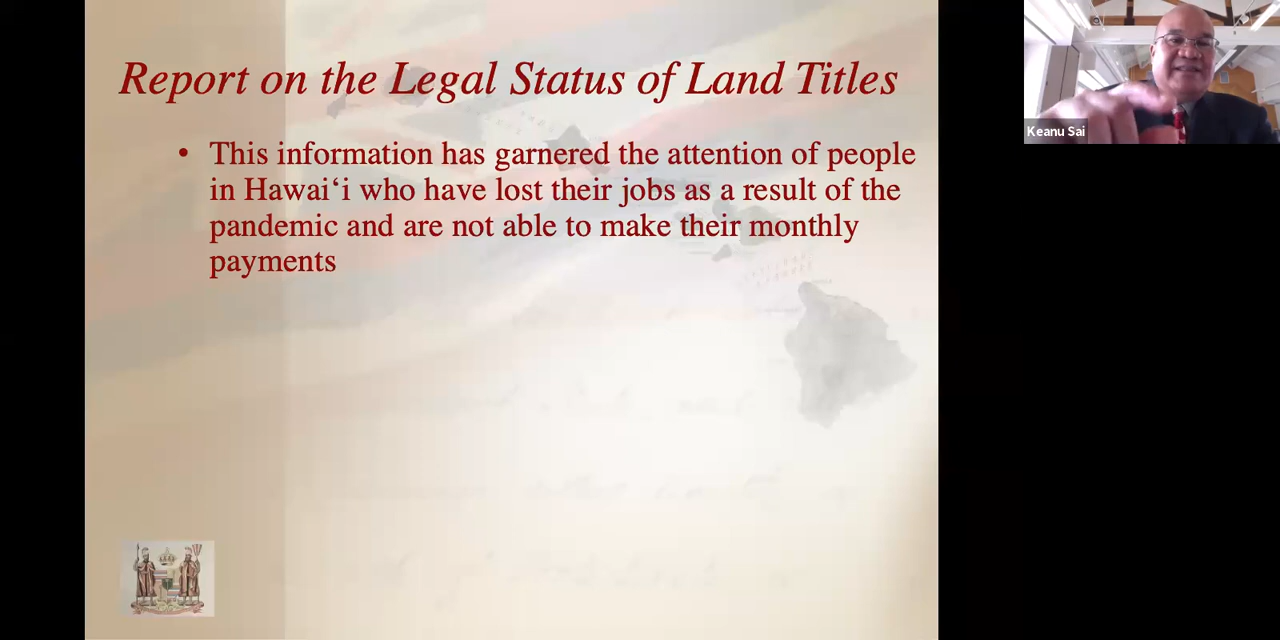 Report on the Legal Status of Land Titles
• This information has garnered the attention of people
in Hawai‘i who have lost their jobs as a result of the
pandemic and are not able to make their monthly
payments
Keanu Sai